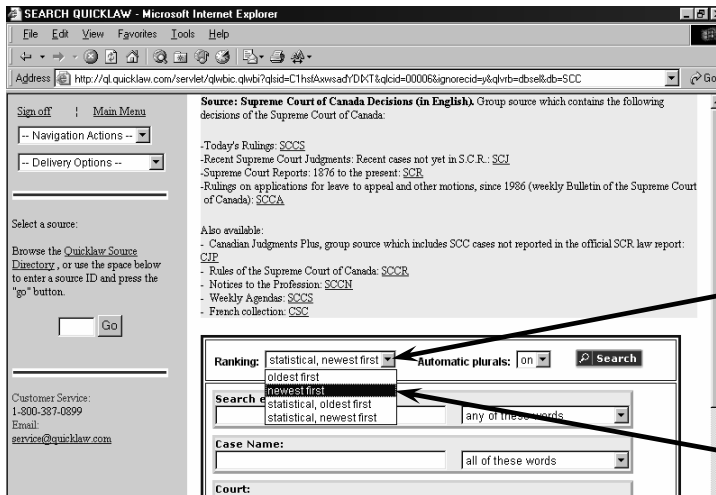 SEARCH QUICKLAW - Microsoft Internet Explorer
File Edit View Favorites Tools Help
Address http://ql.quicklaw.com/servlet/qlwbic.qlwbi?qlsid=C1hstAxwsadYDIXT&qlcid=00006&ignorecid=y&qlvrb=dbsel&db=SCC Go
Sign off ¦ Main Menu
-- Navigation Actions --
-- Delivery Options --
Select a source:
Browse the Quicklaw Source
Directory , or use the space below
to enter a source ID and press the
"go" button.
Go
Customer Service:
1-800-387-0899
Email:
service@quicklaw.com
Source: Supreme Court of Canada Decisions (in English). Group source which contains the following
decisions of the Supreme Court of Canada:
-Today's Rulings: SCCS
-Recent Supreme Court Judgments: Recent cases not yet in S.C.R.: SCJ
-Supreme Court Reports: 1876 to the present: SCR
-Rulings on applications for leave to appeal and other motions, since 1986 (weekly Bulletin of the Supreme Court
of Canada): SCCA
Also available:
- Canadian Judgments Plus, group source which includes SCC cases not reported in the official SCR law report:
CJP
- Rules of the Supreme Court of Canada: SCCR
- Notices to the Profession: SCCN
- Weekly Agendas: SCCS
- French collection: CSC
Ranking: statistical, newest first Automatic plurals: on Search
oldest first
newest first
statistical, oldest first
statistical, newest first
Search
any of these words
Case Name:
all of these words
Court: